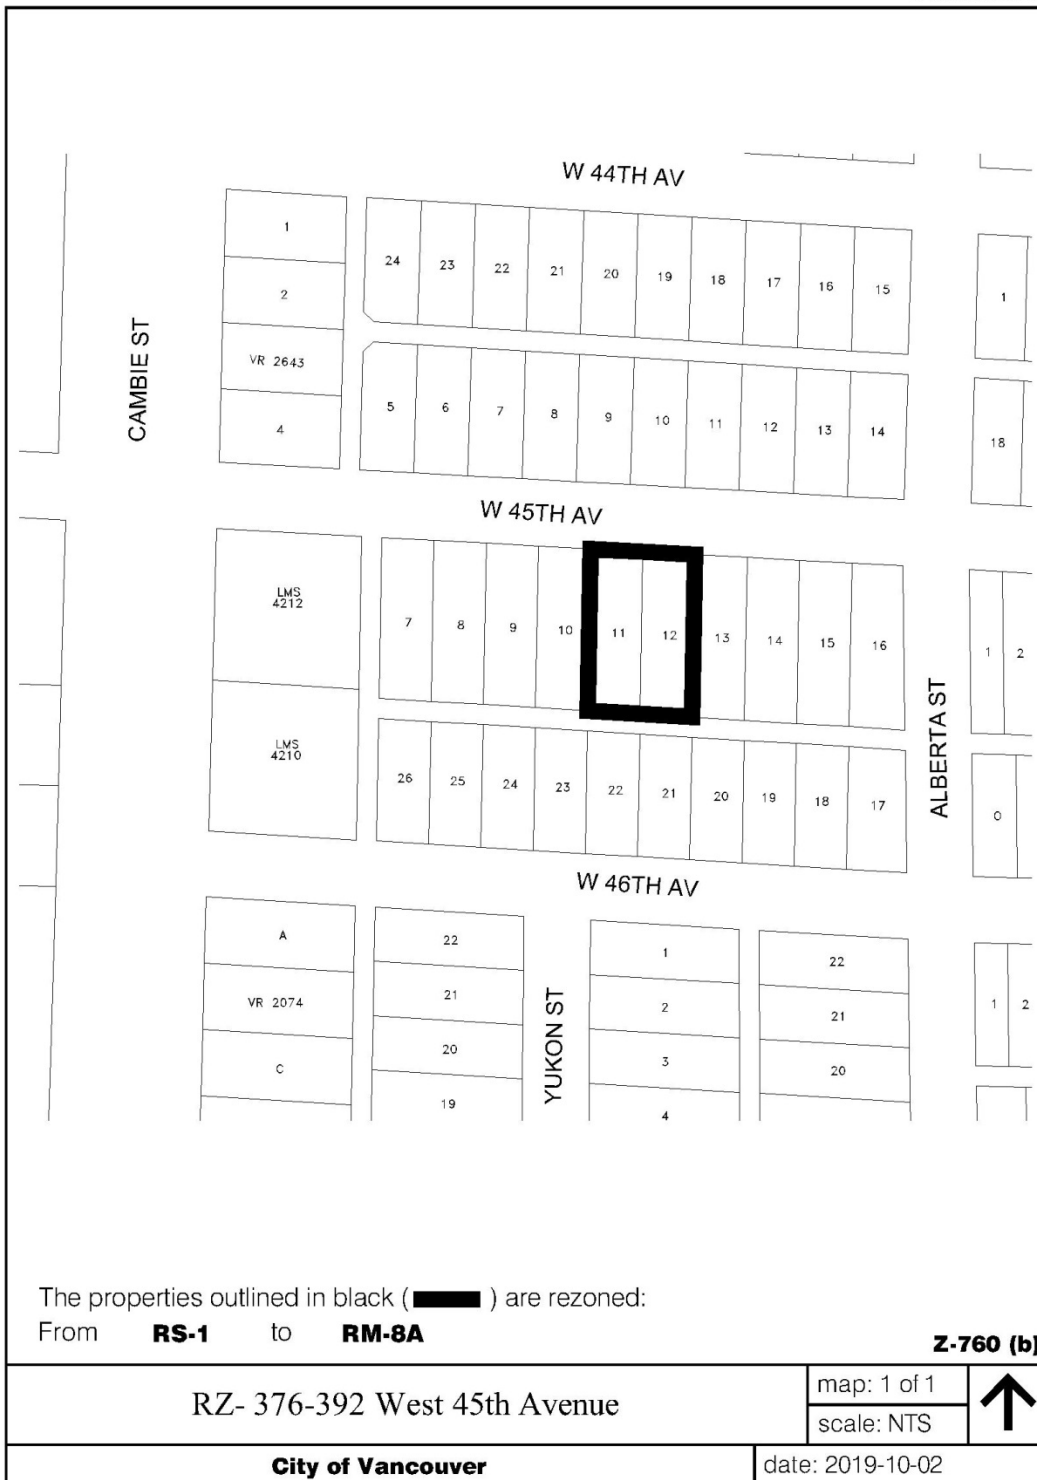 W 44TH AV
1
24 23 22 21 20 19 18 17 16 15
1
2
CAMBIE ST
VR 2643
4
5 6 7 8 9 10 11 12 13 14
18
W 45TH AV
LMS
4212
7 8 9 10 11 12 13 14 15 16
1 2
LMS
4210
ALBERTA ST
26 25 24 23 22 21 20 19 18 17
O
W 46TH AV
A
22
1
22
VR 2074
21
YUKON ST
2
21
1 2
C
20
3
20
19
4
The properties outlined in black ( ) are rezoned:
From RS-1 to RM-8A
Z-760 (b)
RZ- 376-392 West 45th Avenue
map: 1 of 1
scale: NTS
City of Vancouver
date: 2019-10-02